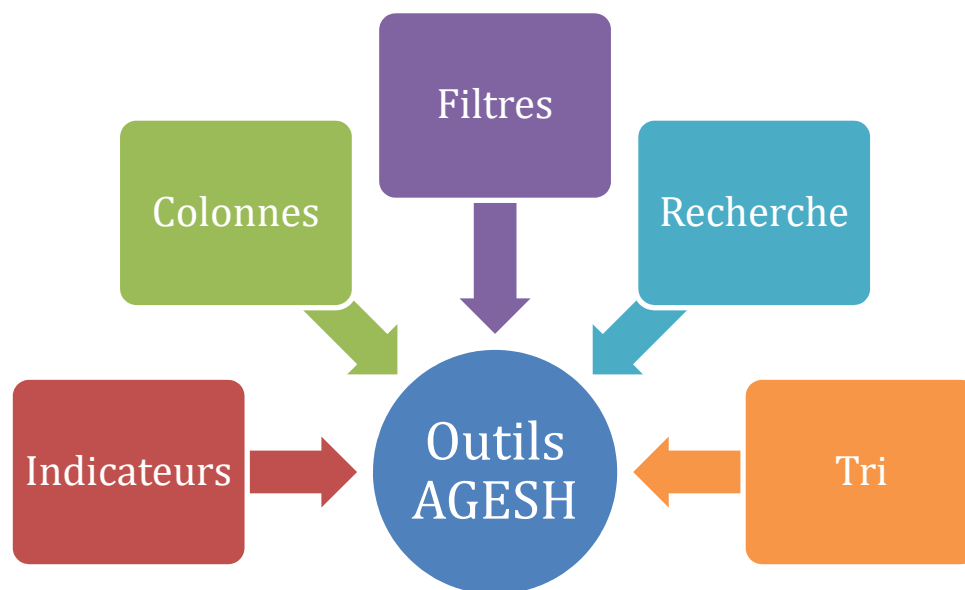 Filtres
Colonnes
Recherche
Indicateurs
Outils
AGESH
Tri